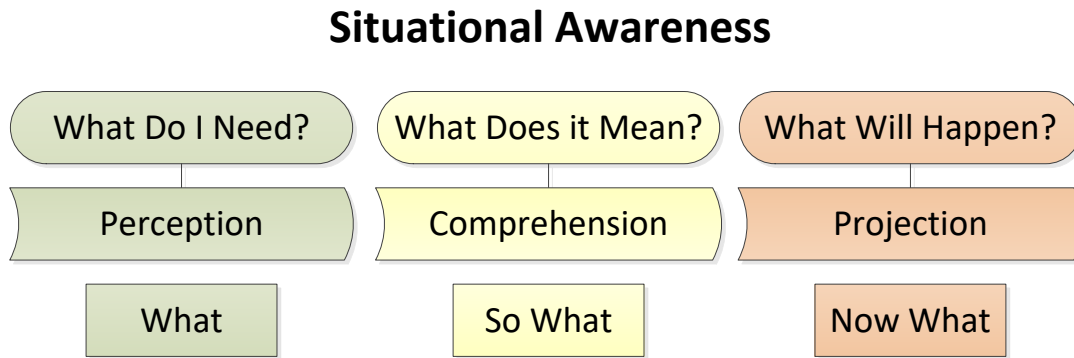 Situational Awareness
What Do I Need?
What Does it Mean?
What Will Happen?
Perception
Comprehension
Projection
What
So What
Now What